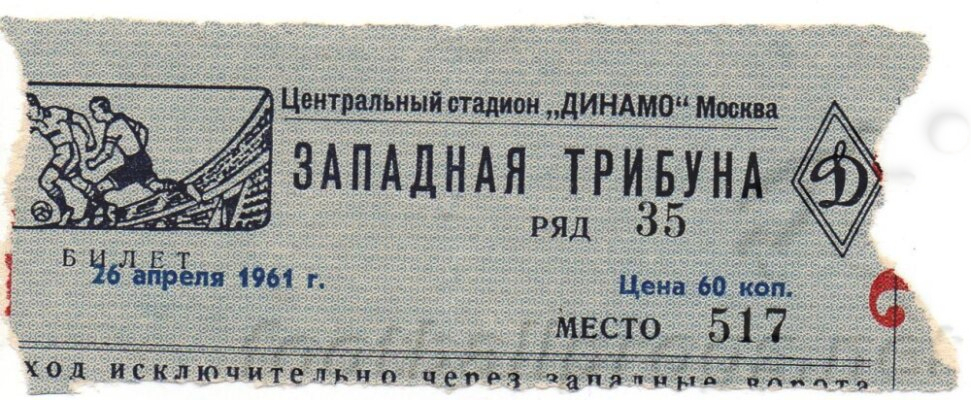 Центральный стадион „ДИНАМО“ Москва
ЗАПАДНАЯ ТРИБУНА
Д
РЯД 35
БИЛЕТ
26 апреля 1961 г.
Цена 60 коп.
МЕСТО 517
ход исключительно через западные ворота